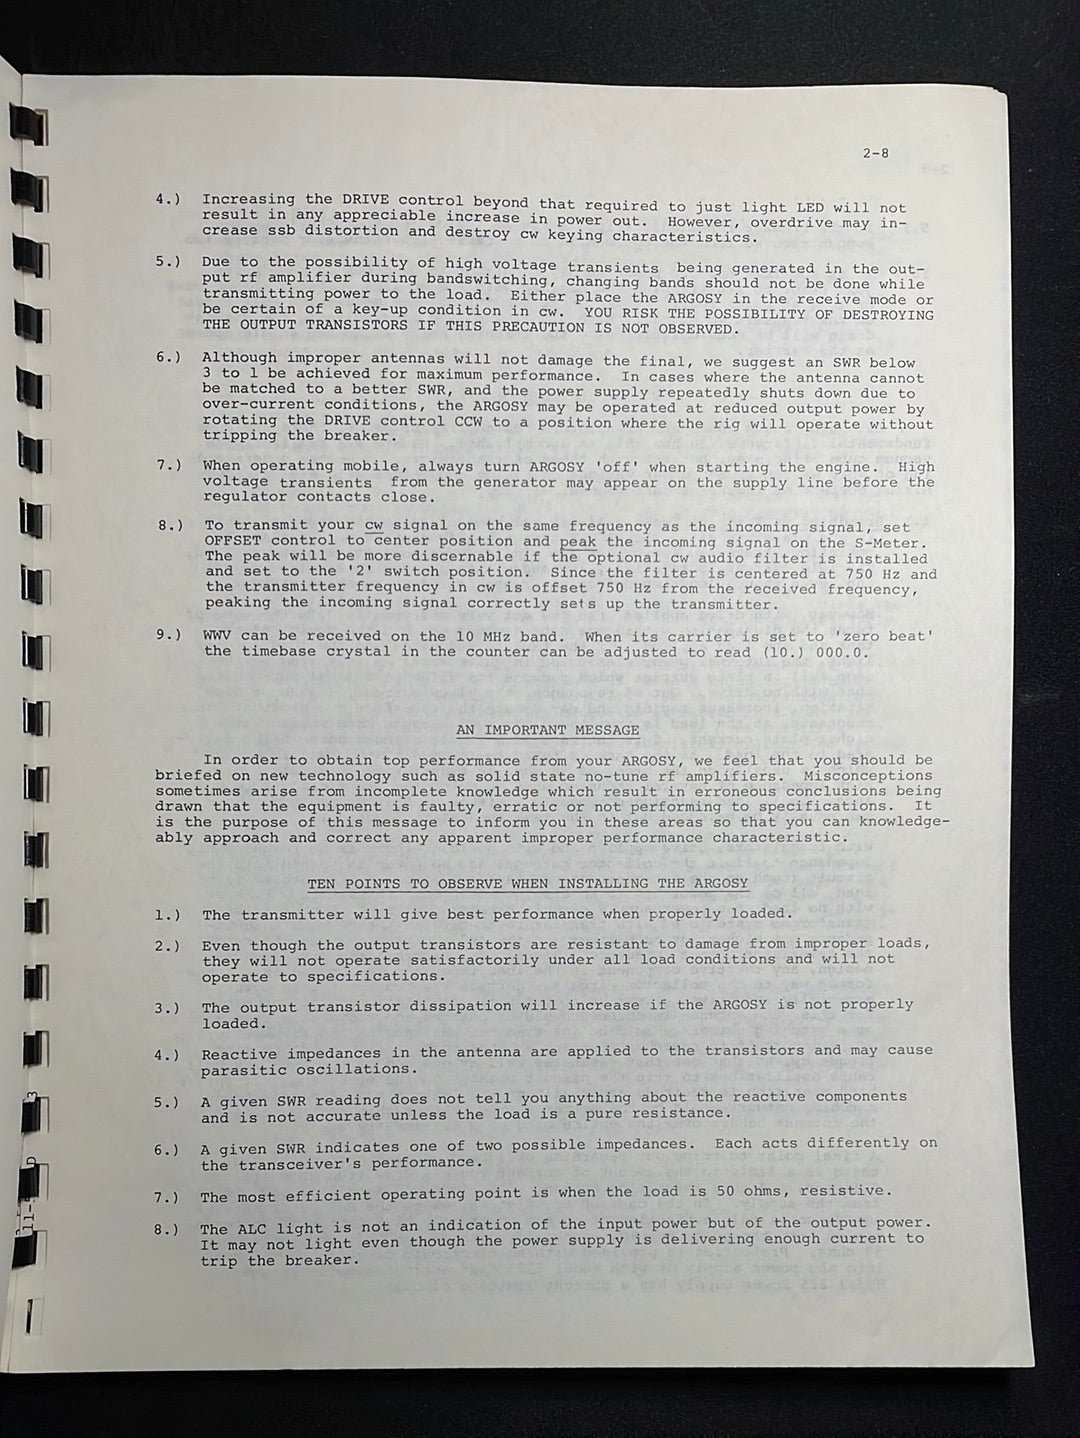 2-8
4.) Increasing the DRIVE control beyond that required to just light LED will not
result in any appreciable increase in power out. However, overdrive may in-
crease ssb distortion and destroy cw keying characteristics.
5.) Due to the possibility of high voltage transients being generated in the out-
put rf amplifier during bandswitching, changing bands should not be done while
transmitting power to the load. Either place the ARGOSY in the receive mode or
be certain of a key-up condition in cw. YOU RISK THE POSSIBILITY OF DESTROYING
THE OUTPUT TRANSISTORS IF THIS PRECAUTION IS NOT OBSERVED.
6.) Although improper antennas will not damage the final, we suggest an SWR below
3 to 1 be achieved for maximum performance. In cases where the antenna cannot
be matched to a better SWR, and the power supply repeatedly shuts down due to
over-current conditions, the ARGOSY may be operated at reduced output power by
rotating the DRIVE control CCW to a position where the rig will operate without
tripping the breaker.
7.) When operating mobile, always turn ARGOSY 'off' when starting the engine. High
voltage transients from the generator may appear on the supply line before the
regulator contacts close.
8.) To transmit your cw signal on the same frequency as the incoming signal, set
OFFSET control to center position and peak the incoming signal on the S-Meter.
The peak will be more discernable if the optional cw audio filter is installed
and set to the '2' switch position. Since the filter is centered at 750 Hz and
the transmitter frequency in cw is offset 750 Hz from the received frequency,
peaking the incoming signal correctly sets up the transmitter.
9.) WWV can be received on the 10 MHz band. When its carrier is set to 'zero beat'
the timebase crystal in the counter can be adjusted to read (10.) 000.0.
AN IMPORTANT MESSAGE
In order to obtain top performance from your ARGOSY, we feel that you should be
briefed on new technology such as solid state no-tune rf amplifiers. Misconceptions
sometimes arise from incomplete knowledge which result in erroneous conclusions being
drawn that the equipment is faulty, erratic or not performing to specifications. It
is the purpose of this message to inform you in these areas so that you can knowledge-
ably approach and correct any apparent improper performance characteristic.
TEN POINTS TO OBSERVE WHEN INSTALLING THE ARGOSY
1.) The transmitter will give best performance when properly loaded.
2.) Even though the output transistors are resistant to damage from improper loads,
they will not operate satisfactorily under all load conditions and will not
operate to specifications.
3.) The output transistor dissipation will increase if the ARGOSY is not properly
loaded.
4.) Reactive impedances in the antenna are applied to the transistors and may cause
parasitic oscillations.
5.) A given SWR reading does not tell you anything about the reactive components
and is not accurate unless the load is a pure resistance.
6.) A given SWR indicates one of two possible impedances. Each acts differently on
the transceiver's performance.
7.) The most efficient operating point is when the load is 50 ohms, resistive.
8.) The ALC light is not an indication of the input power but of the output power.
It may not light even though the power supply is delivering enough current to
trip the breaker.